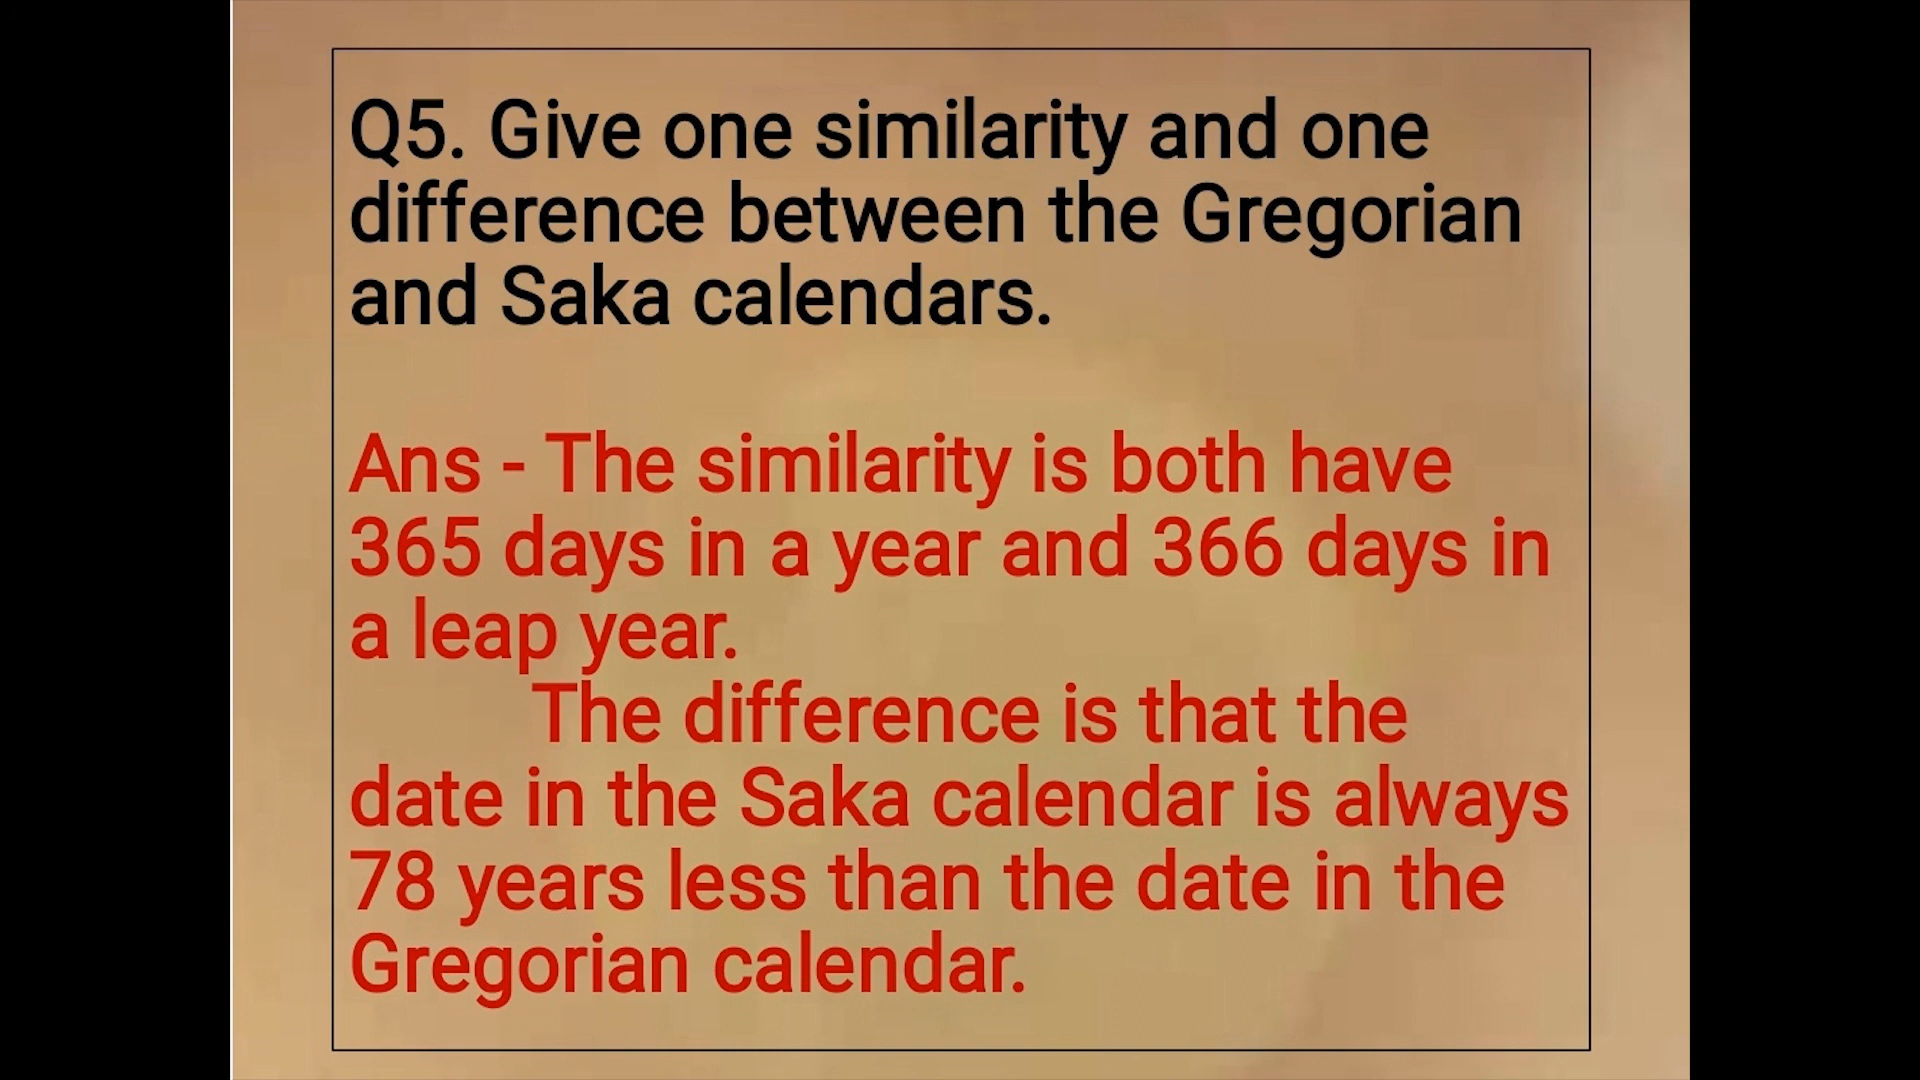 Q5. Give one similarity and one
difference between the Gregorian
and Saka calendars.
Ans - The similarity is both have
365 days in a year and 366 days in
a leap year.
The difference is that the
date in the Saka calendar is always
78 years less than the date in the
Gregorian calendar.